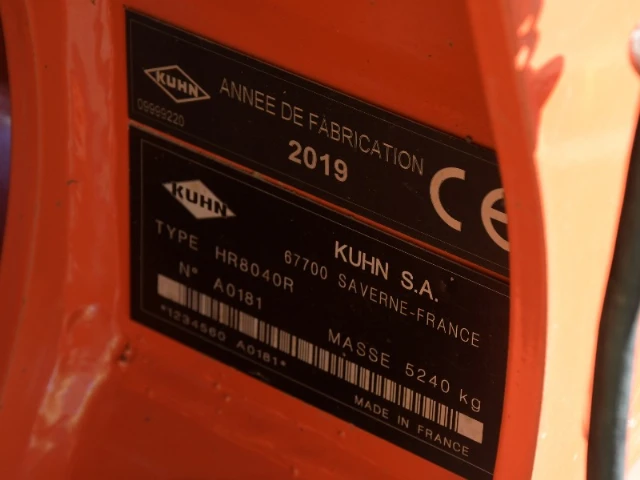 KUHN
ANNEE DE FABRICATION
09999220
2019
CE
KUHN
KUHN S.A.
67700 SAVERNE-FRANCE
TYPE HR8040R
N° A0181
MASSE 5240 kg
*1234560 A0181*
MADE IN FRANCE